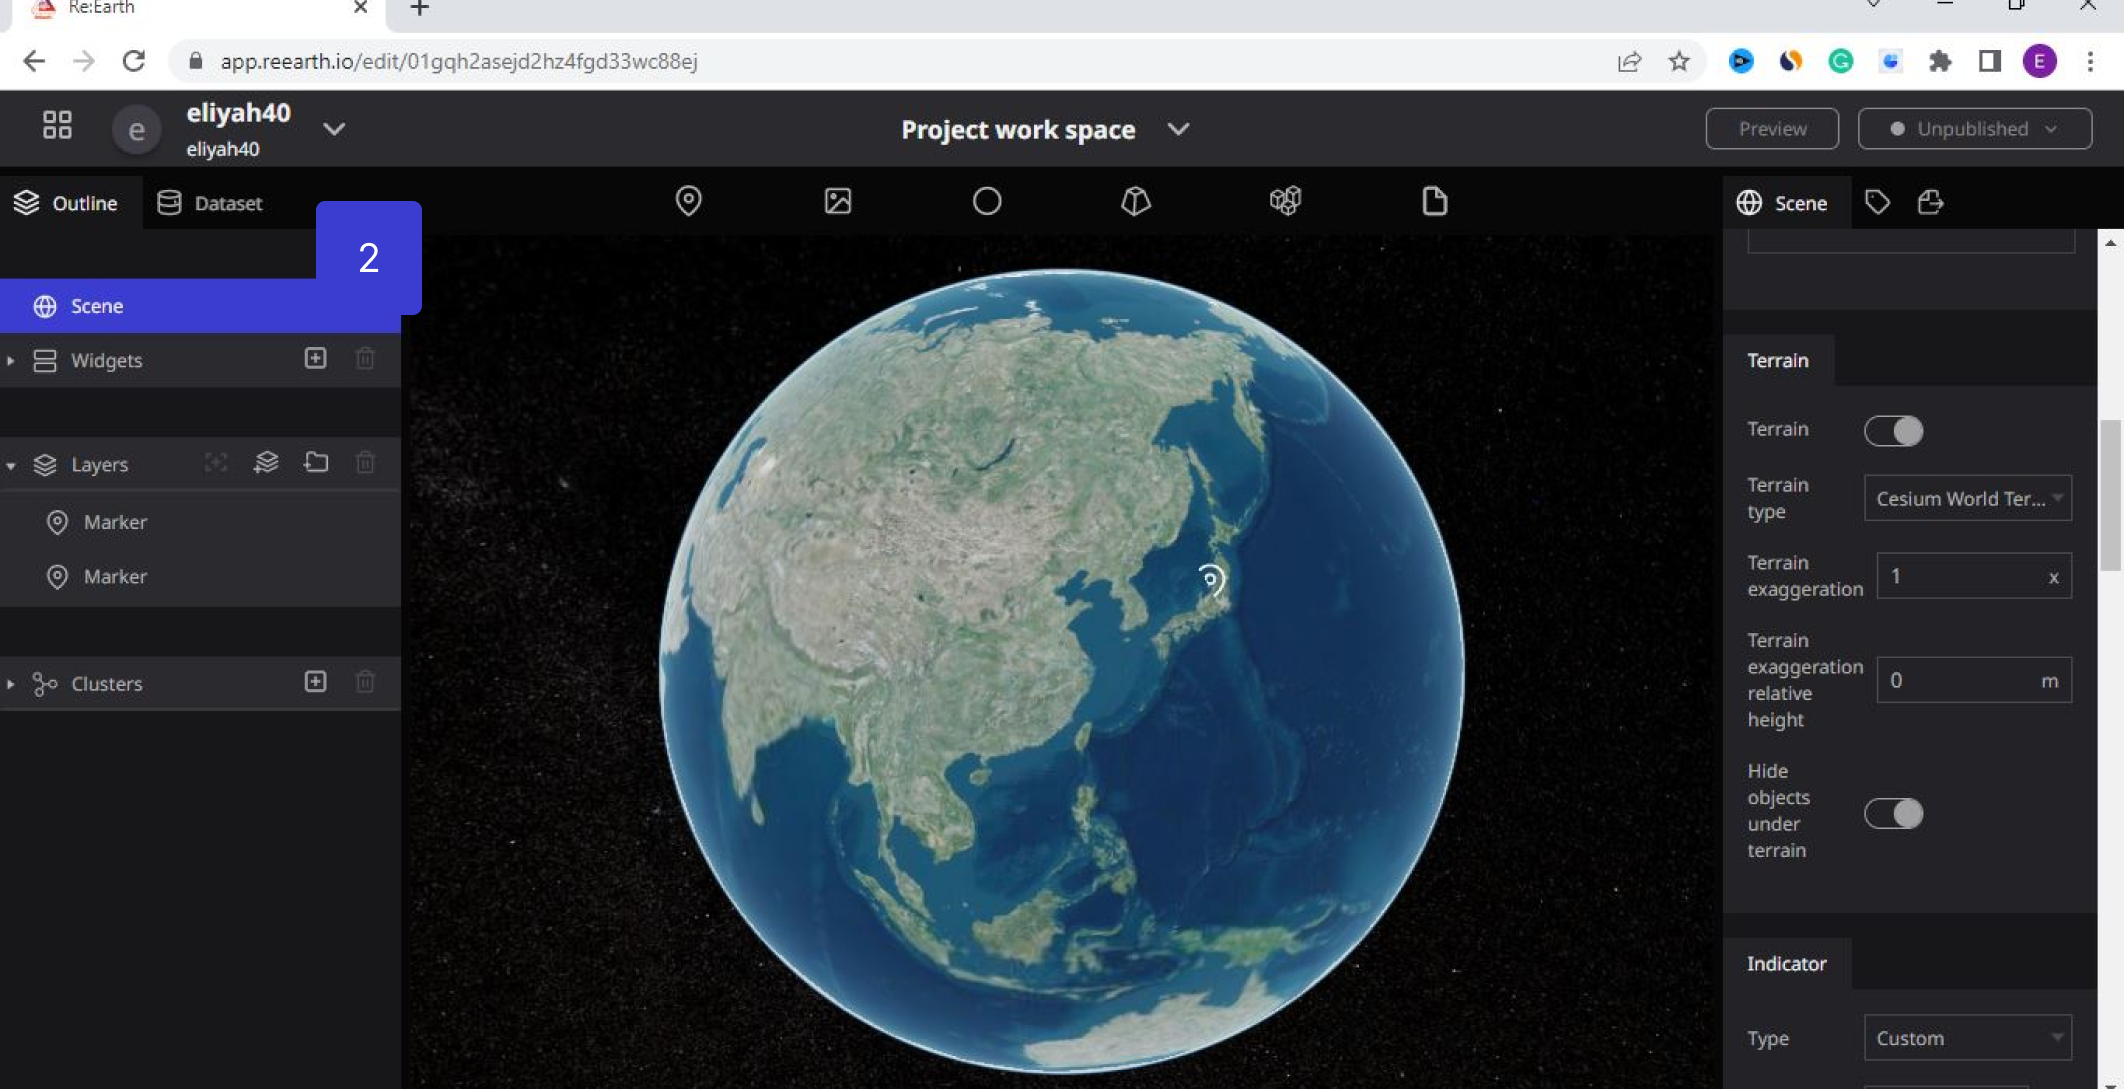 Re:Earth
app.reearth.io/edit/01gqh2asejd2hz4fgd33wc88ej
E
e
eliyah40
eliyah40
Project work space
Preview
Unpublished
Outline
Dataset
2
Scene
Widgets
Layers
Marker
Marker
Clusters
Scene
Terrain
Terrain
Terrain
type
Cesium World Ter...
Terrain
exaggeration
1
x
Terrain
exaggeration
relative
height
0
m
Hide
objects
under
terrain
Indicator
Type
Custom